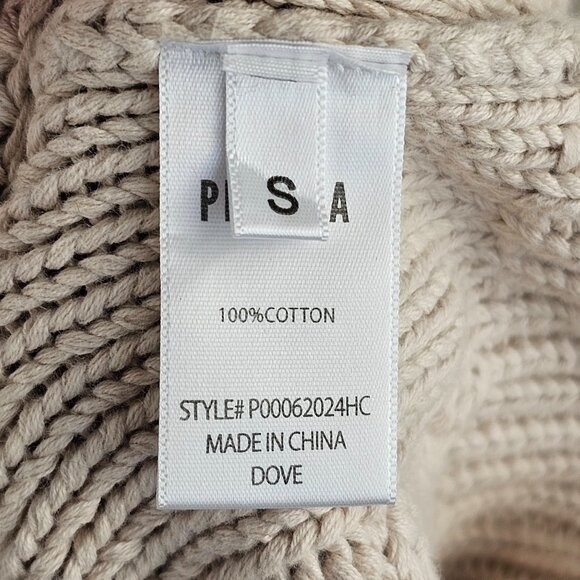 S
100%COTTON
STYLE# P00062024HC
MADE IN CHINA
DOVE